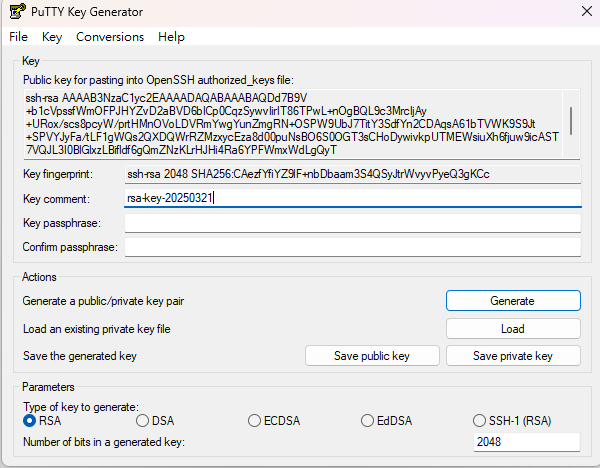 PuTTY Key Generator
File Key Conversions Help
Key
Public key for pasting into OpenSSH authorized_keys file:
ssh-rsa AAAAB3NzaC1yc2EAAAADAQABAAABAQDd7B9V
+b1cVpssfWmOFPJHYZvD2aBVD6blCp0CqzSywvIirIT86TPwL+nOgBQL9c3MrcIjAy
+URox/scs8pcyW/prtHMnOVoLDVRmYwgYunZmgRN+OSPW9UbJ7TitY3SdfYn2CDAqsA61bTVWK9S9Jt
+SPVYJyFa/tLF1gWQs2QXDQWrRZMzxycEza8d00puNsBO6S0OGT3sCHoDywivkpUTMEWsiuXh6fjuw9icAST
7VQJL3I0BlGlxzLBfIdf6gQmZNzKLrHJHi4Ra6YPFWmxWdLgQyT
Key fingerprint: ssh-rsa 2048 SHA256:CAezfYfiYZ9lF+nbDbaam3S4QSyJtrWvyvPyeQ3gKCc
Key comment: rsa-key-20250321
Key passphrase:
Confirm passphrase:
Actions
Generate a public/private key pair Generate
Load an existing private key file Load
Save the generated key Save public key Save private key
Parameters
Type of key to generate:
RSA DSA ECDSA EdDSA SSH-1 (RSA)
Number of bits in a generated key: 2048